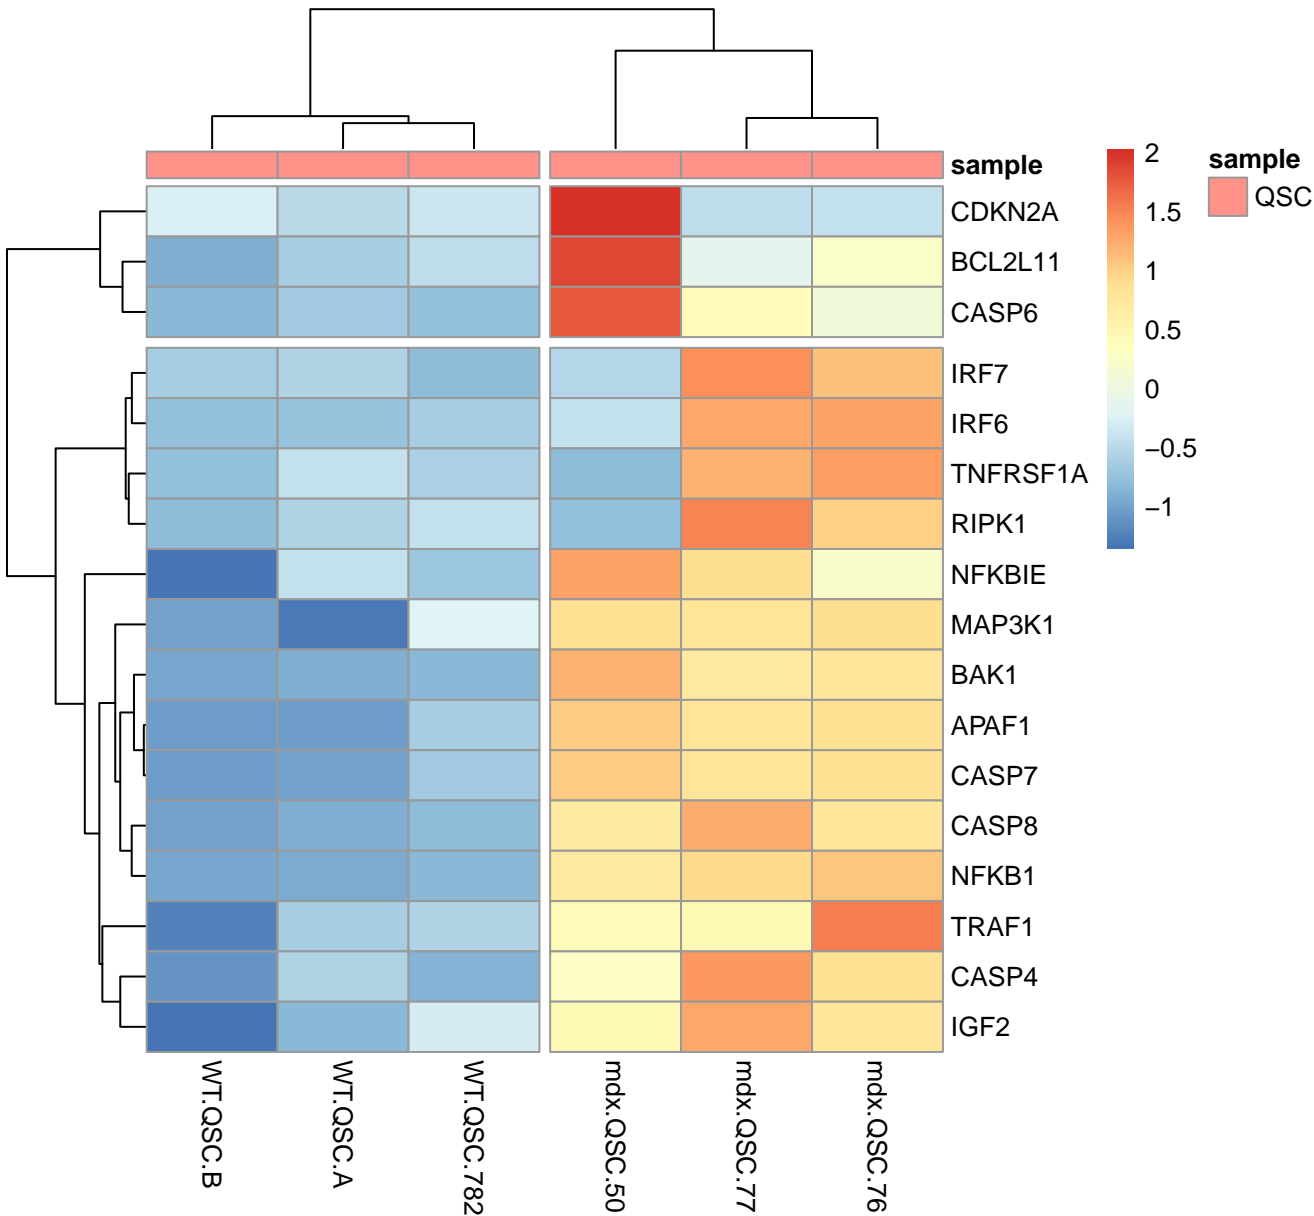 sample
CDKN2A
BCL2L11
CASP6
IRF7
IRF6
TNFRSF1A
RIPK1
NFKBIE
MAP3K1
BAK1
APAF1
CASP7
CASP8
NFKB1
TRAF1
CASP4
IGF2
WT.QSC.B
WT.QSC.A
WT.QSC.782
mdx.QSC.50
mdx.QSC.77
mdx.QSC.76
2
1.5
1
0.5
0
−0.5
−1
sample
QSC